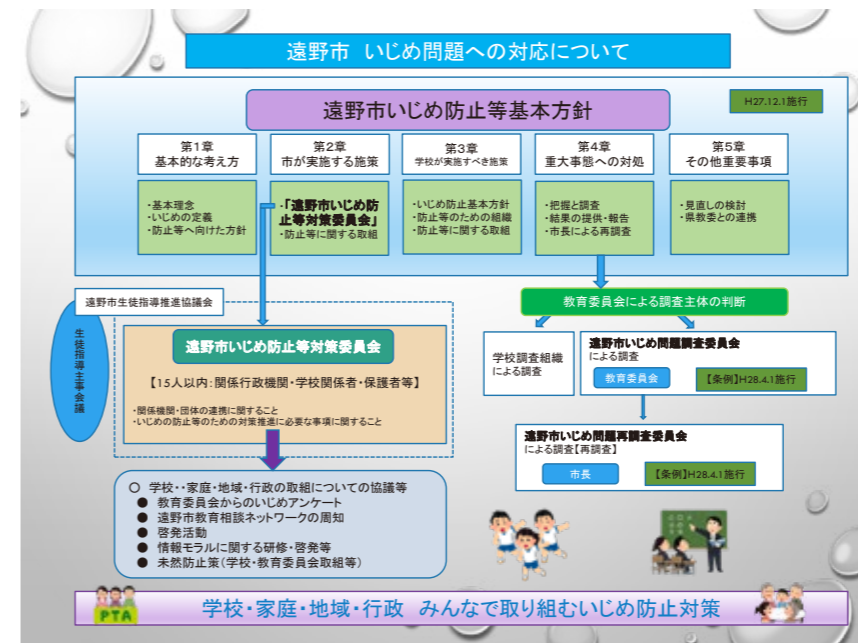 遠野市 いじめ問題への対応について
遠野市いじめ防止等基本方針
H27.12.1施行
第1章
基本的な考え方
・基本理念
・いじめの定義
・防止等へ向けた方針
第2章
市が実施する施策
・「遠野市いじめ防
止等対策委員会」
・防止等に関する取組
第3章
学校が実施すべき施策
・いじめ防止基本方針
・防止等のための組織
・防止等に関する取組
第4章
重大事態への対処
・把握と調査
・結果の提供・報告
・市長による再調査
第5章
その他重要事項
・見直しの検討
・県教委との連携
遠野市生徒指導推進協議会
生徒指導主事会議
遠野市いじめ防止等対策委員会
【15人以内:関係行政機関・学校関係者・保護者等】
・関係機関・団体の連携に関すること
・いじめの防止等のための対策推進に必要な事項に関すること
○ 学校・・家庭・地域・行政の取組についての協議等
● 教育委員会からのいじめアンケート
● 遠野市教育相談ネットワークの周知
● 啓発活動
● 情報モラルに関する研修・啓発等
● 未然防止策(学校・教育委員会取組等)
教育委員会による調査主体の判断
学校調査組織
による調査
遠野市いじめ問題調査委員会
による調査
教育委員会
【条例】H28.4.1施行
遠野市いじめ問題再調査委員会
による調査【再調査】
市長
【条例】H28.4.1施行
PTA
学校・家庭・地域・行政 みんなで取り組むいじめ防止対策